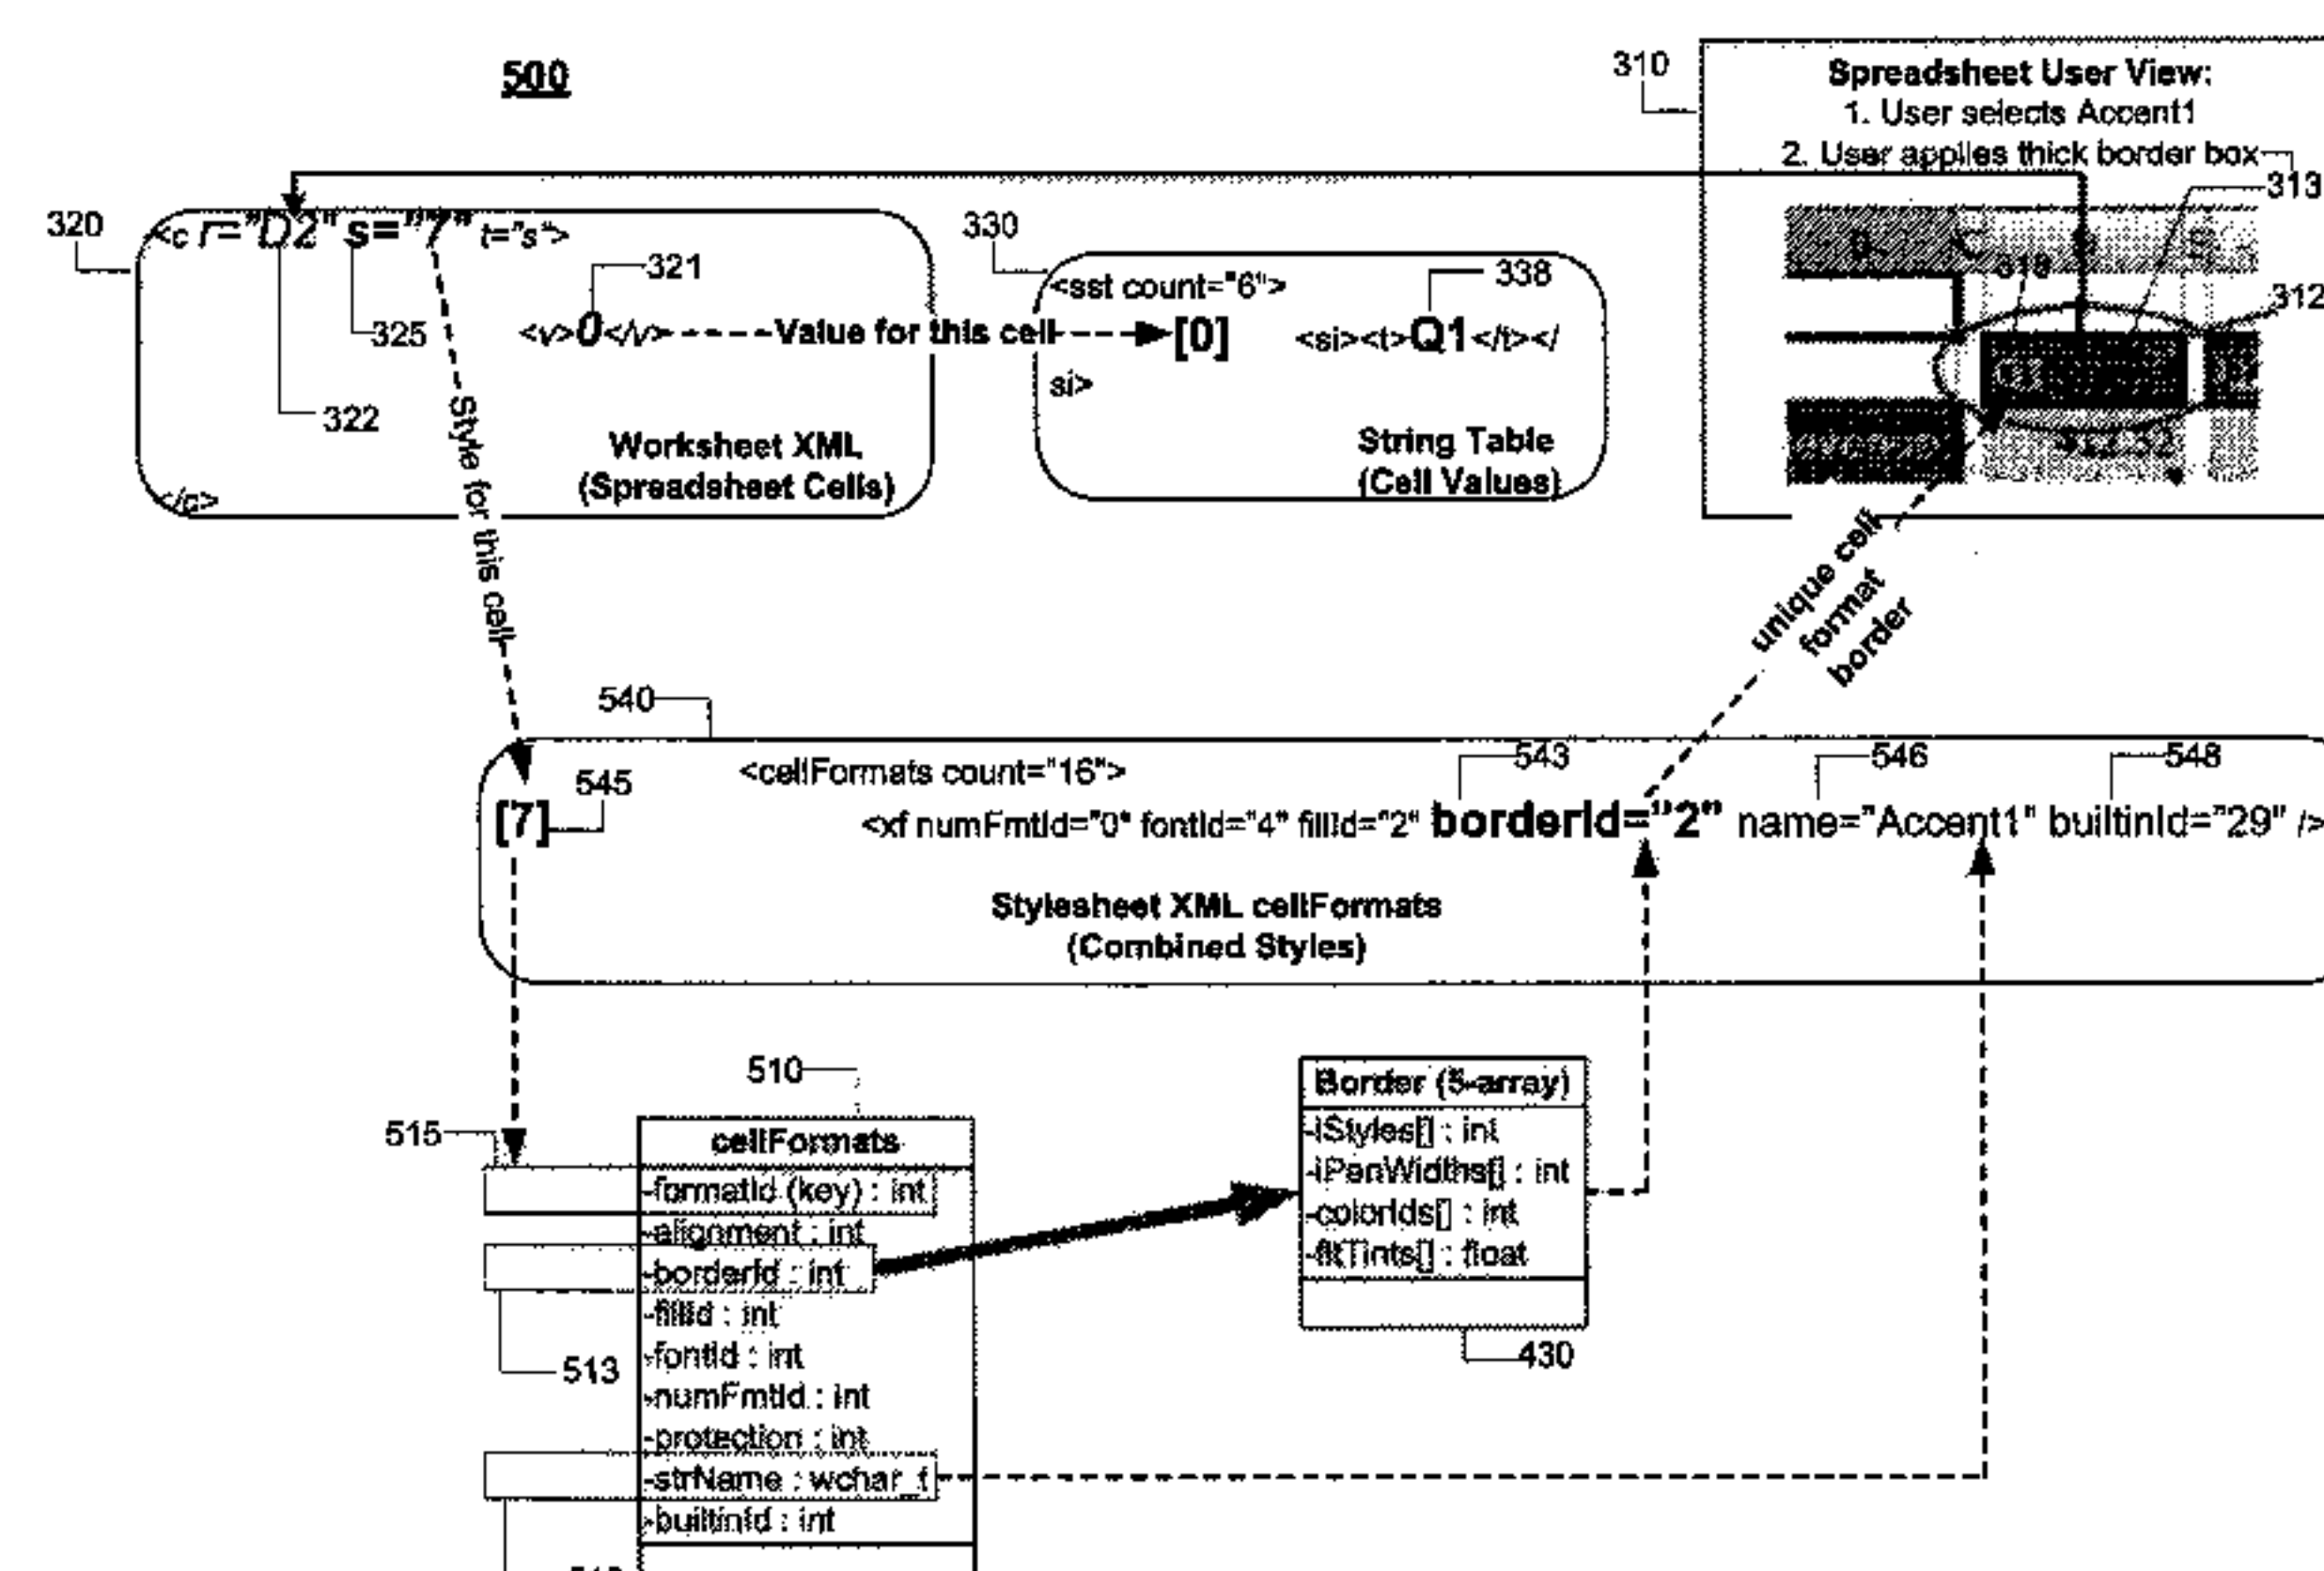 500
310
Spreadsheet User View:
1. User selects Accent1
2. User applies thick border box
313
320
<c r="D2" s="7" t="s">
330
321
<sst count="6">
338
312
325
<v>0</v>
Value for this cell
[0]
<si><t>Q1</t></
si>
322
Style for this cell
Worksheet XML
(Spreadsheet Cells)
String Table
(Cell Values)
</c>
unique cell
format
border
540
543
546
548
<cellFormats count="16">
545
[7]
<xf numFmtId="0" fontId="4" fillId="2" borderId="2" name="Accent1" builtinId="29" />
Stylesheet XML cellFormats
(Combined Styles)
510
Border (5-array)
515
cellFormats
-iStyles[] : int
-iPenWidths[] : int
-formatId (key) : int
-colorIds[] : int
-alignment : int
-fltTints[] : float
-borderId : int
-fillId : int
513
-fontId : int
430
-numFmtId : int
-protection : int
-strName : wchar_t
-builtinId : int